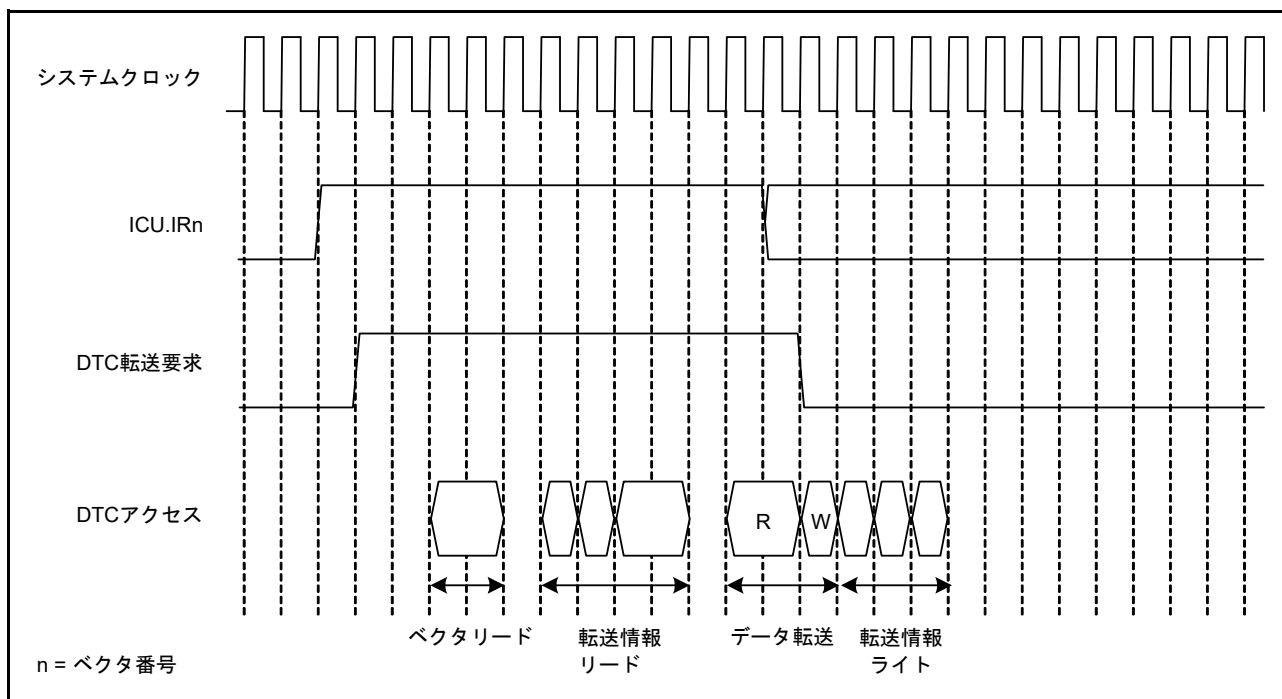 システムクロック
ICU.IRn
DTC転送要求
DTCアクセス
R
W
ベクタリード
転送情報
リード
データ転送
転送情報
ライト
n = ベクタ番号